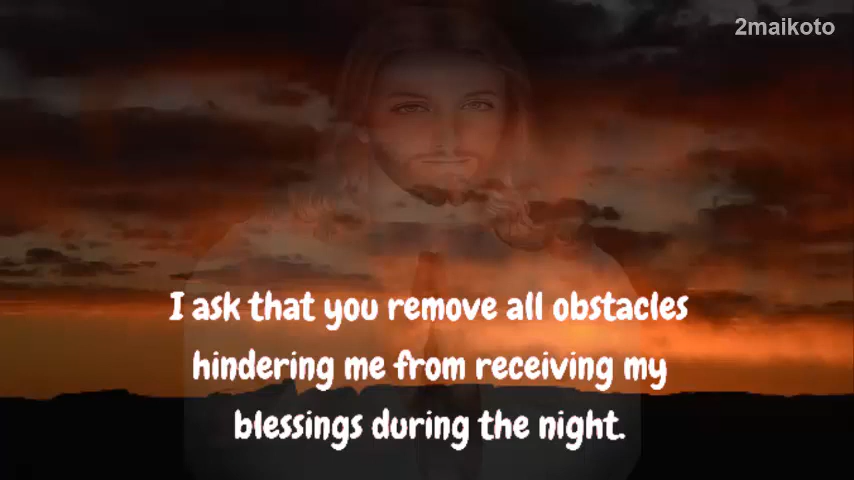 2maikoto
I ask that you remove all obstacles
hindering me from receiving my
blessings during the night.